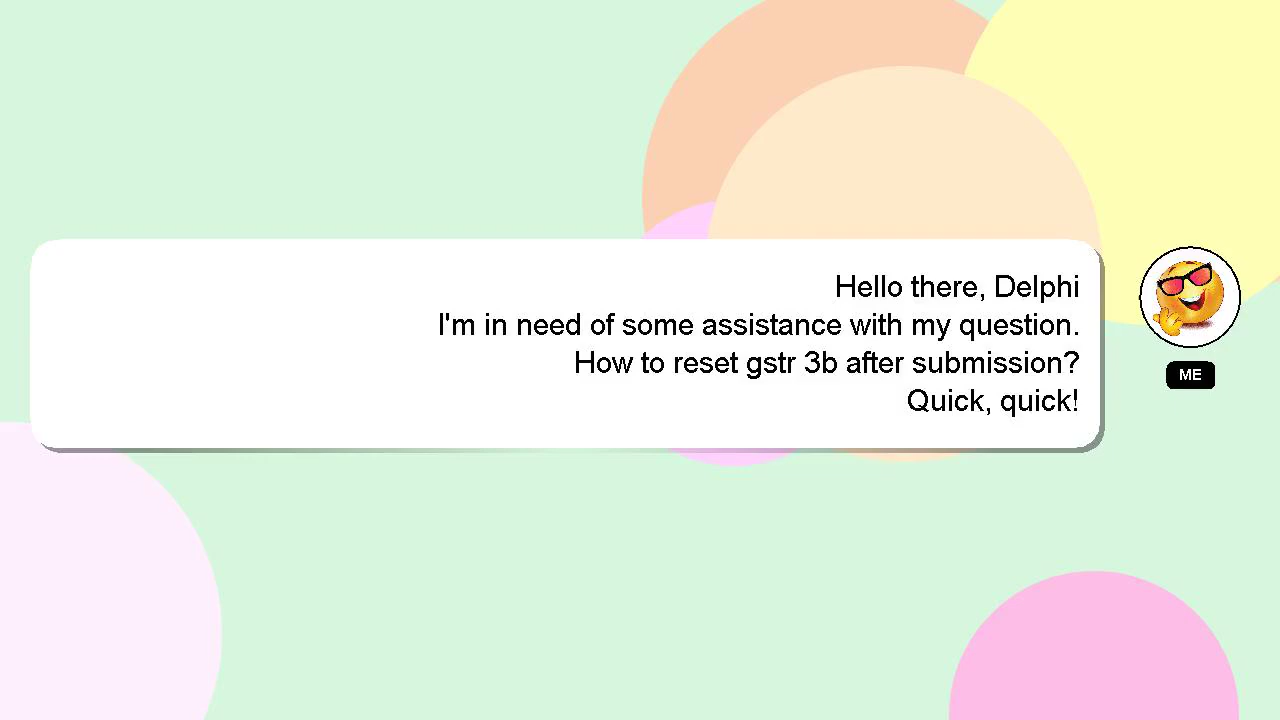 Hello there, Delphi
I'm in need of some assistance with my question.
How to reset gstr 3b after submission?
Quick, quick!
ME